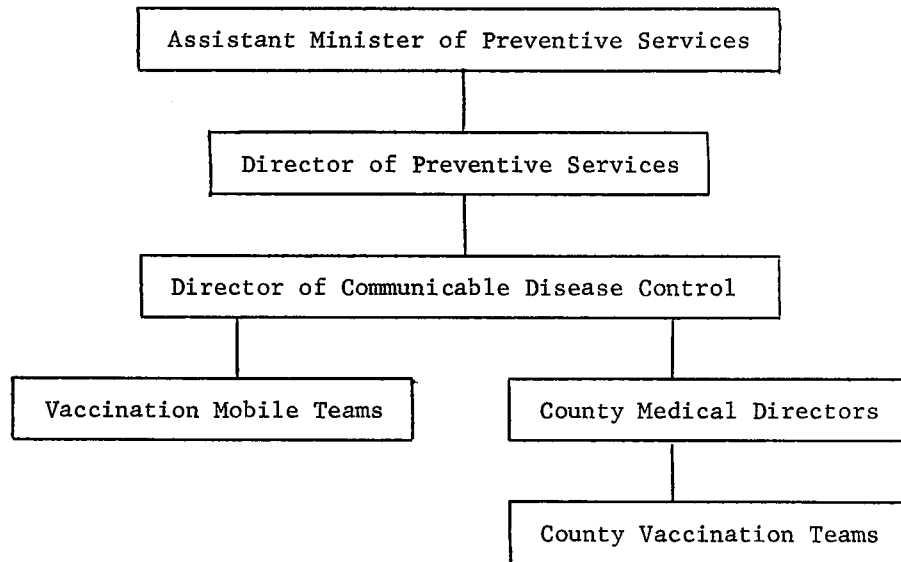 Assistant Minister of Preventive Services
Director of Preventive Services
Director of Communicable Disease Control
Vaccination Mobile Teams
County Medical Directors
County Vaccination Teams